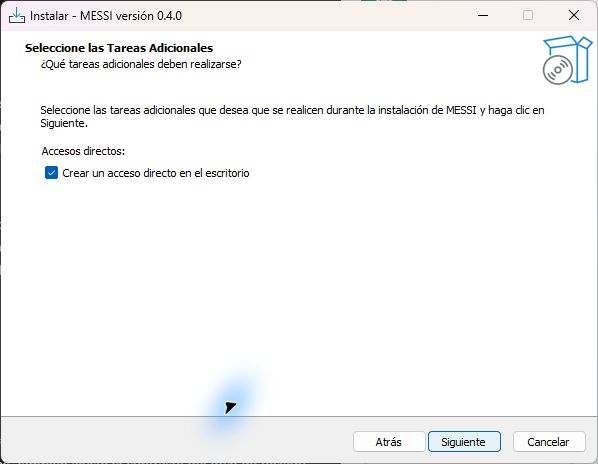 Instalar - MESSI versión 0.4.0
Seleccione las Tareas Adicionales
¿Qué tareas adicionales deben realizarse?
Seleccione las tareas adicionales que desea que se realicen durante la instalación de MESSI y haga clic en
Siguiente.
Accesos directos:
Crear un acceso directo en el escritorio
Atrás
Siguiente
Cancelar